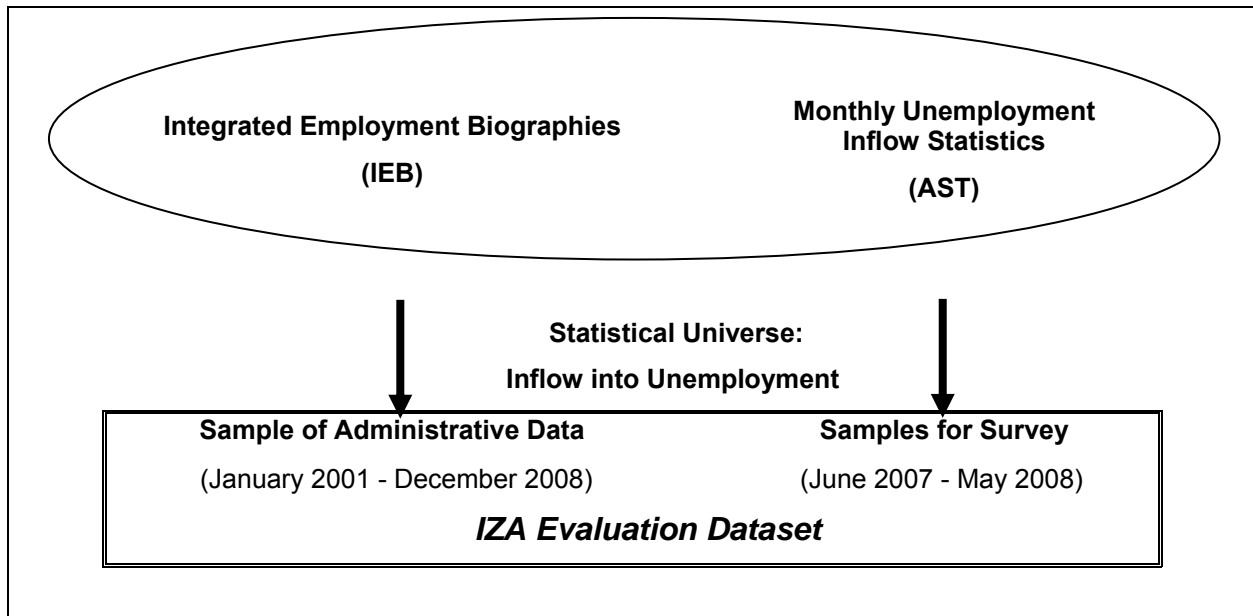 Integrated Employment Biographies
(IEB)
Monthly Unemployment
Inflow Statistics
(AST)
Statistical Universe:
Inflow into Unemployment
Sample of Administrative Data
(January 2001 - December 2008)
Samples for Survey
(June 2007 - May 2008)
IZA Evaluation Dataset